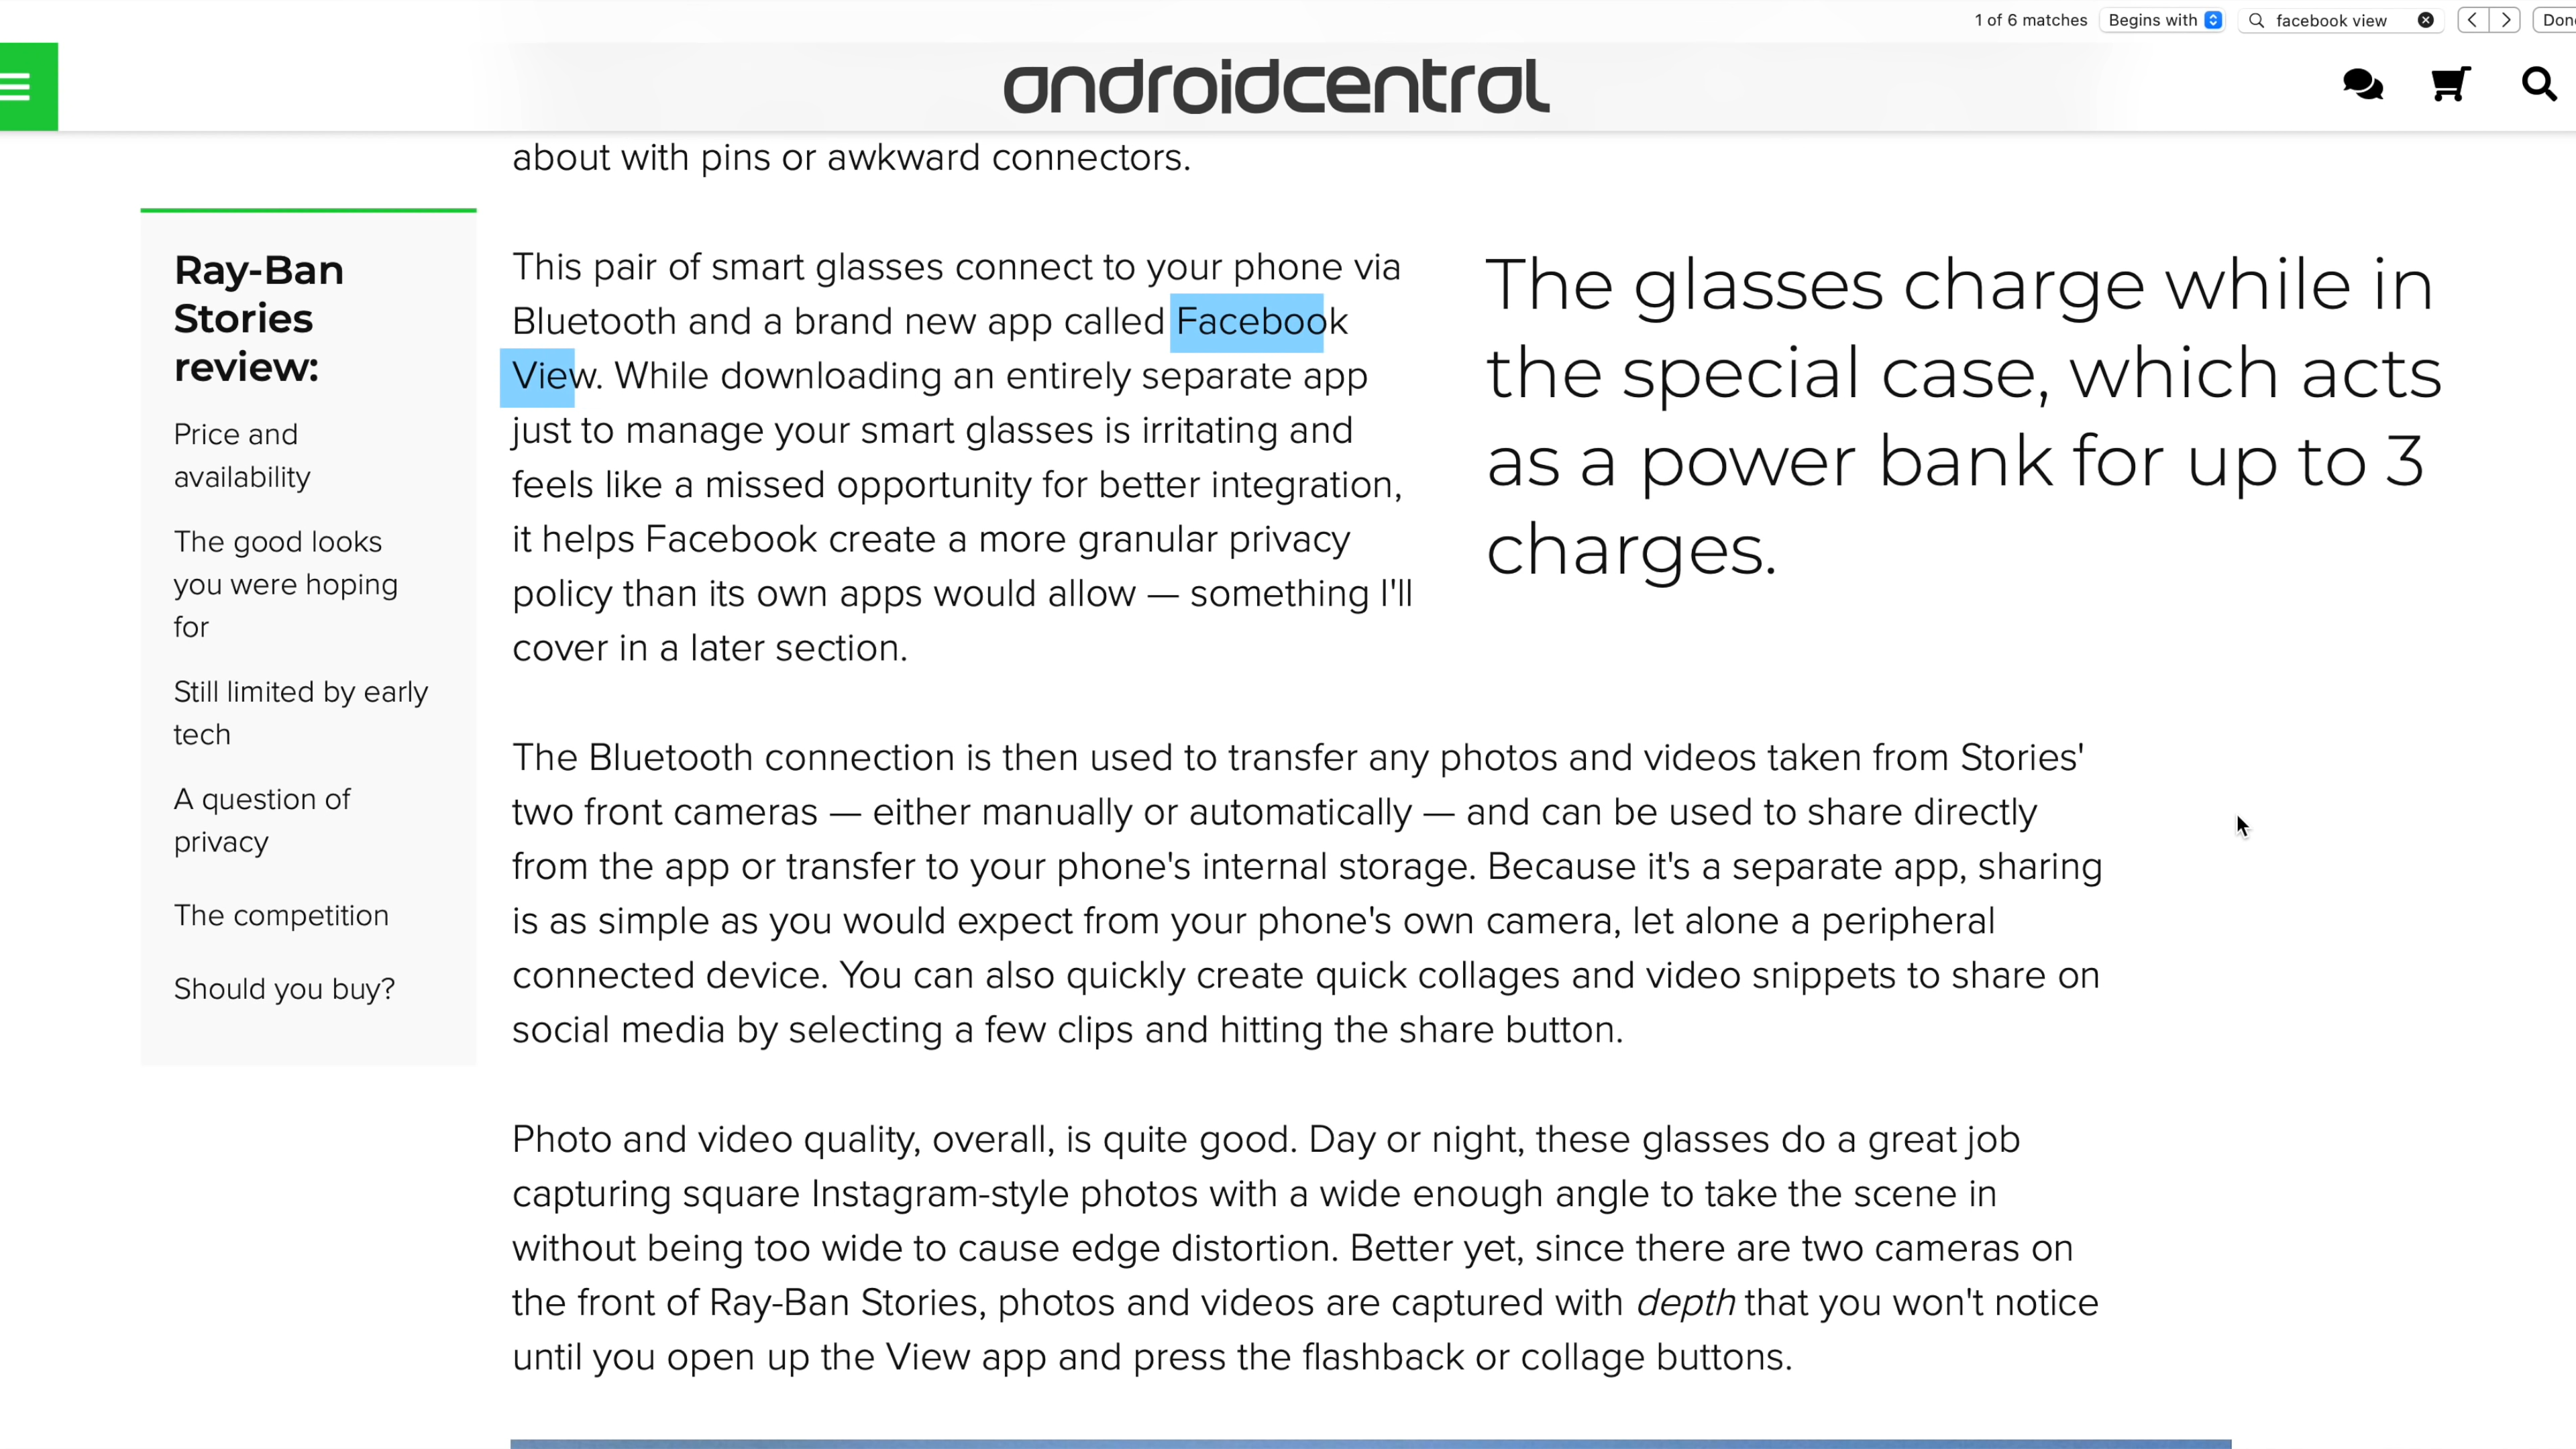 1 of 6 matches Begins with facebook view Don
androidcentral
about with pins or awkward connectors.
Ray-Ban
Stories
review:
Price and
availability
The good looks
you were hoping
for
Still limited by early
tech
A question of
privacy
The competition
Should you buy?
This pair of smart glasses connect to your phone via
Bluetooth and a brand new app called Facebook
View. While downloading an entirely separate app
just to manage your smart glasses is irritating and
feels like a missed opportunity for better integration,
it helps Facebook create a more granular privacy
policy than its own apps would allow — something I'll
cover in a later section.
The glasses charge while in
the special case, which acts
as a power bank for up to 3
charges.
The Bluetooth connection is then used to transfer any photos and videos taken from Stories'
two front cameras — either manually or automatically — and can be used to share directly
from the app or transfer to your phone's internal storage. Because it's a separate app, sharing
is as simple as you would expect from your phone's own camera, let alone a peripheral
connected device. You can also quickly create quick collages and video snippets to share on
social media by selecting a few clips and hitting the share button.
Photo and video quality, overall, is quite good. Day or night, these glasses do a great job
capturing square Instagram-style photos with a wide enough angle to take the scene in
without being too wide to cause edge distortion. Better yet, since there are two cameras on
the front of Ray-Ban Stories, photos and videos are captured with depth that you won't notice
until you open up the View app and press the flashback or collage buttons.